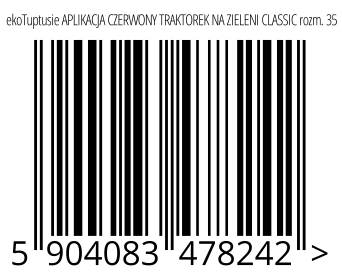 ekoTuptusie APLIKACJA CZERWONY TRAKTOREK NA ZIELENI CLASSIC rozm. 35
5 904083 478242 >